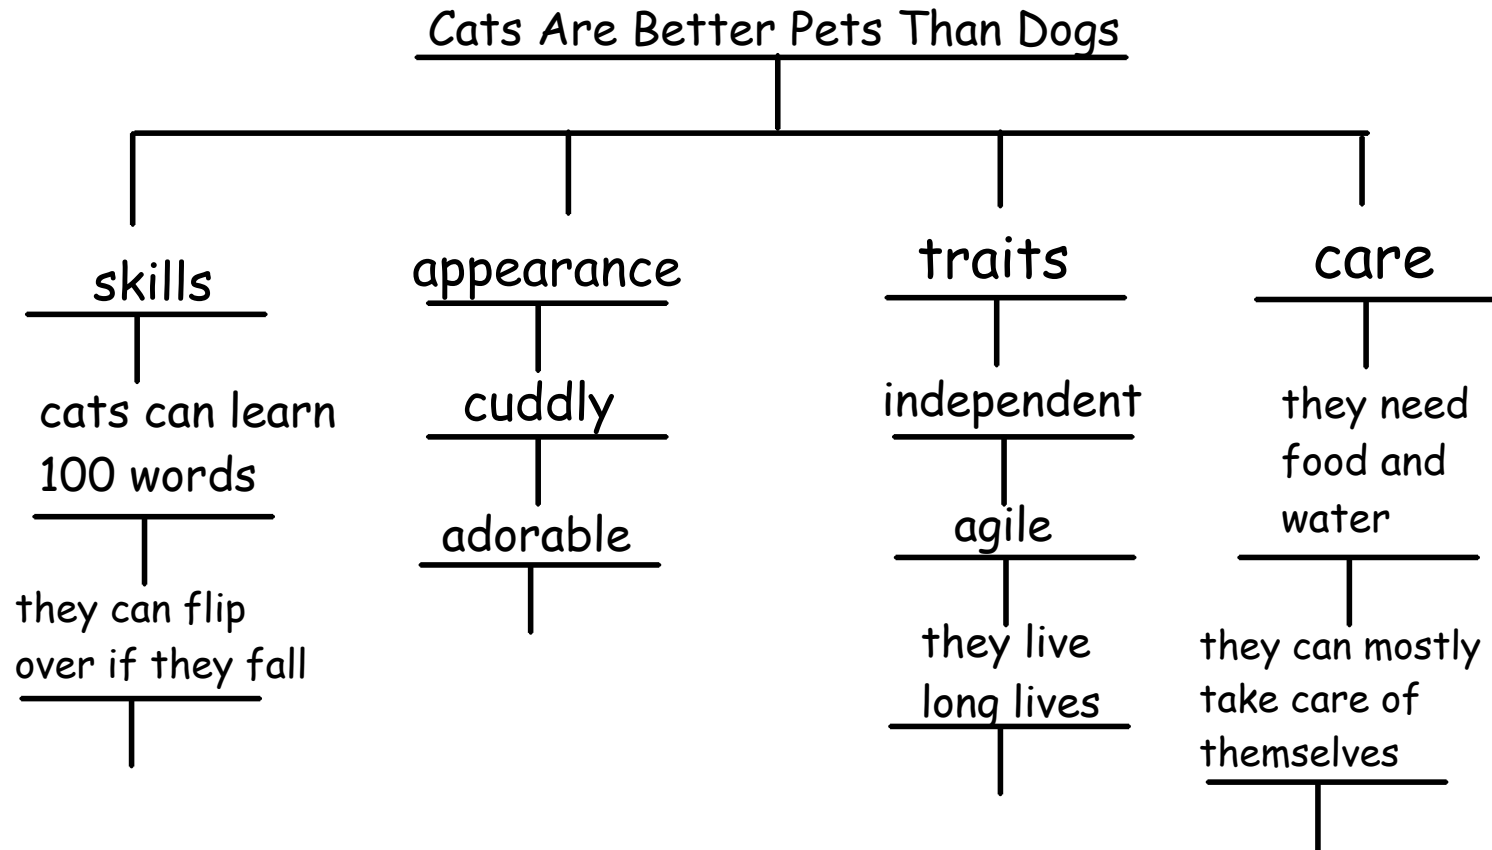 Cats Are Better Pets Than Dogs
skills
cats can learn
100 words
they can flip
over if they fall
appearance
cuddly
adorable
traits
independent
agile
they live
long lives
care
they need
food and
water
they can mostly
take care of
themselves